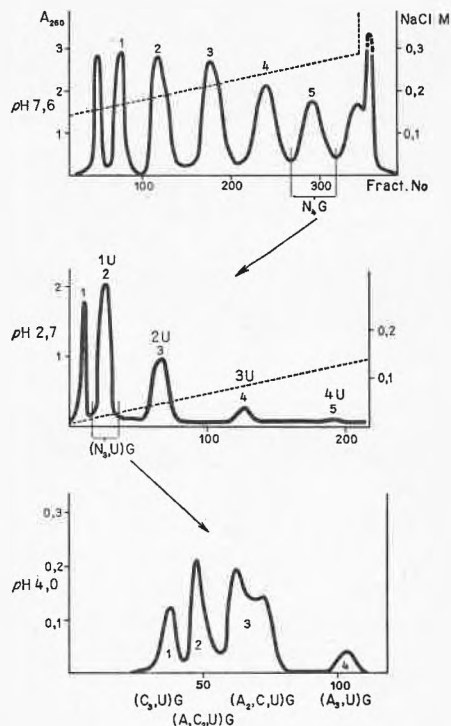 A260 NaCl M
3 1 2 3 0,3
pH 7,6 2 4 0,2
1 5 0,1
100 200 300 Fract. No
N4G
1U
2 1 2
pH 2,7 2U 0,2
1 3 3U 0,1
4 4U
5
100 200
(N3,U)G
0,3
0,2
pH 4,0 0,1
1 2 3 4
50 100
(C3,U)G (A2,C,U)G (A3,U)G
(A,C2,U)G